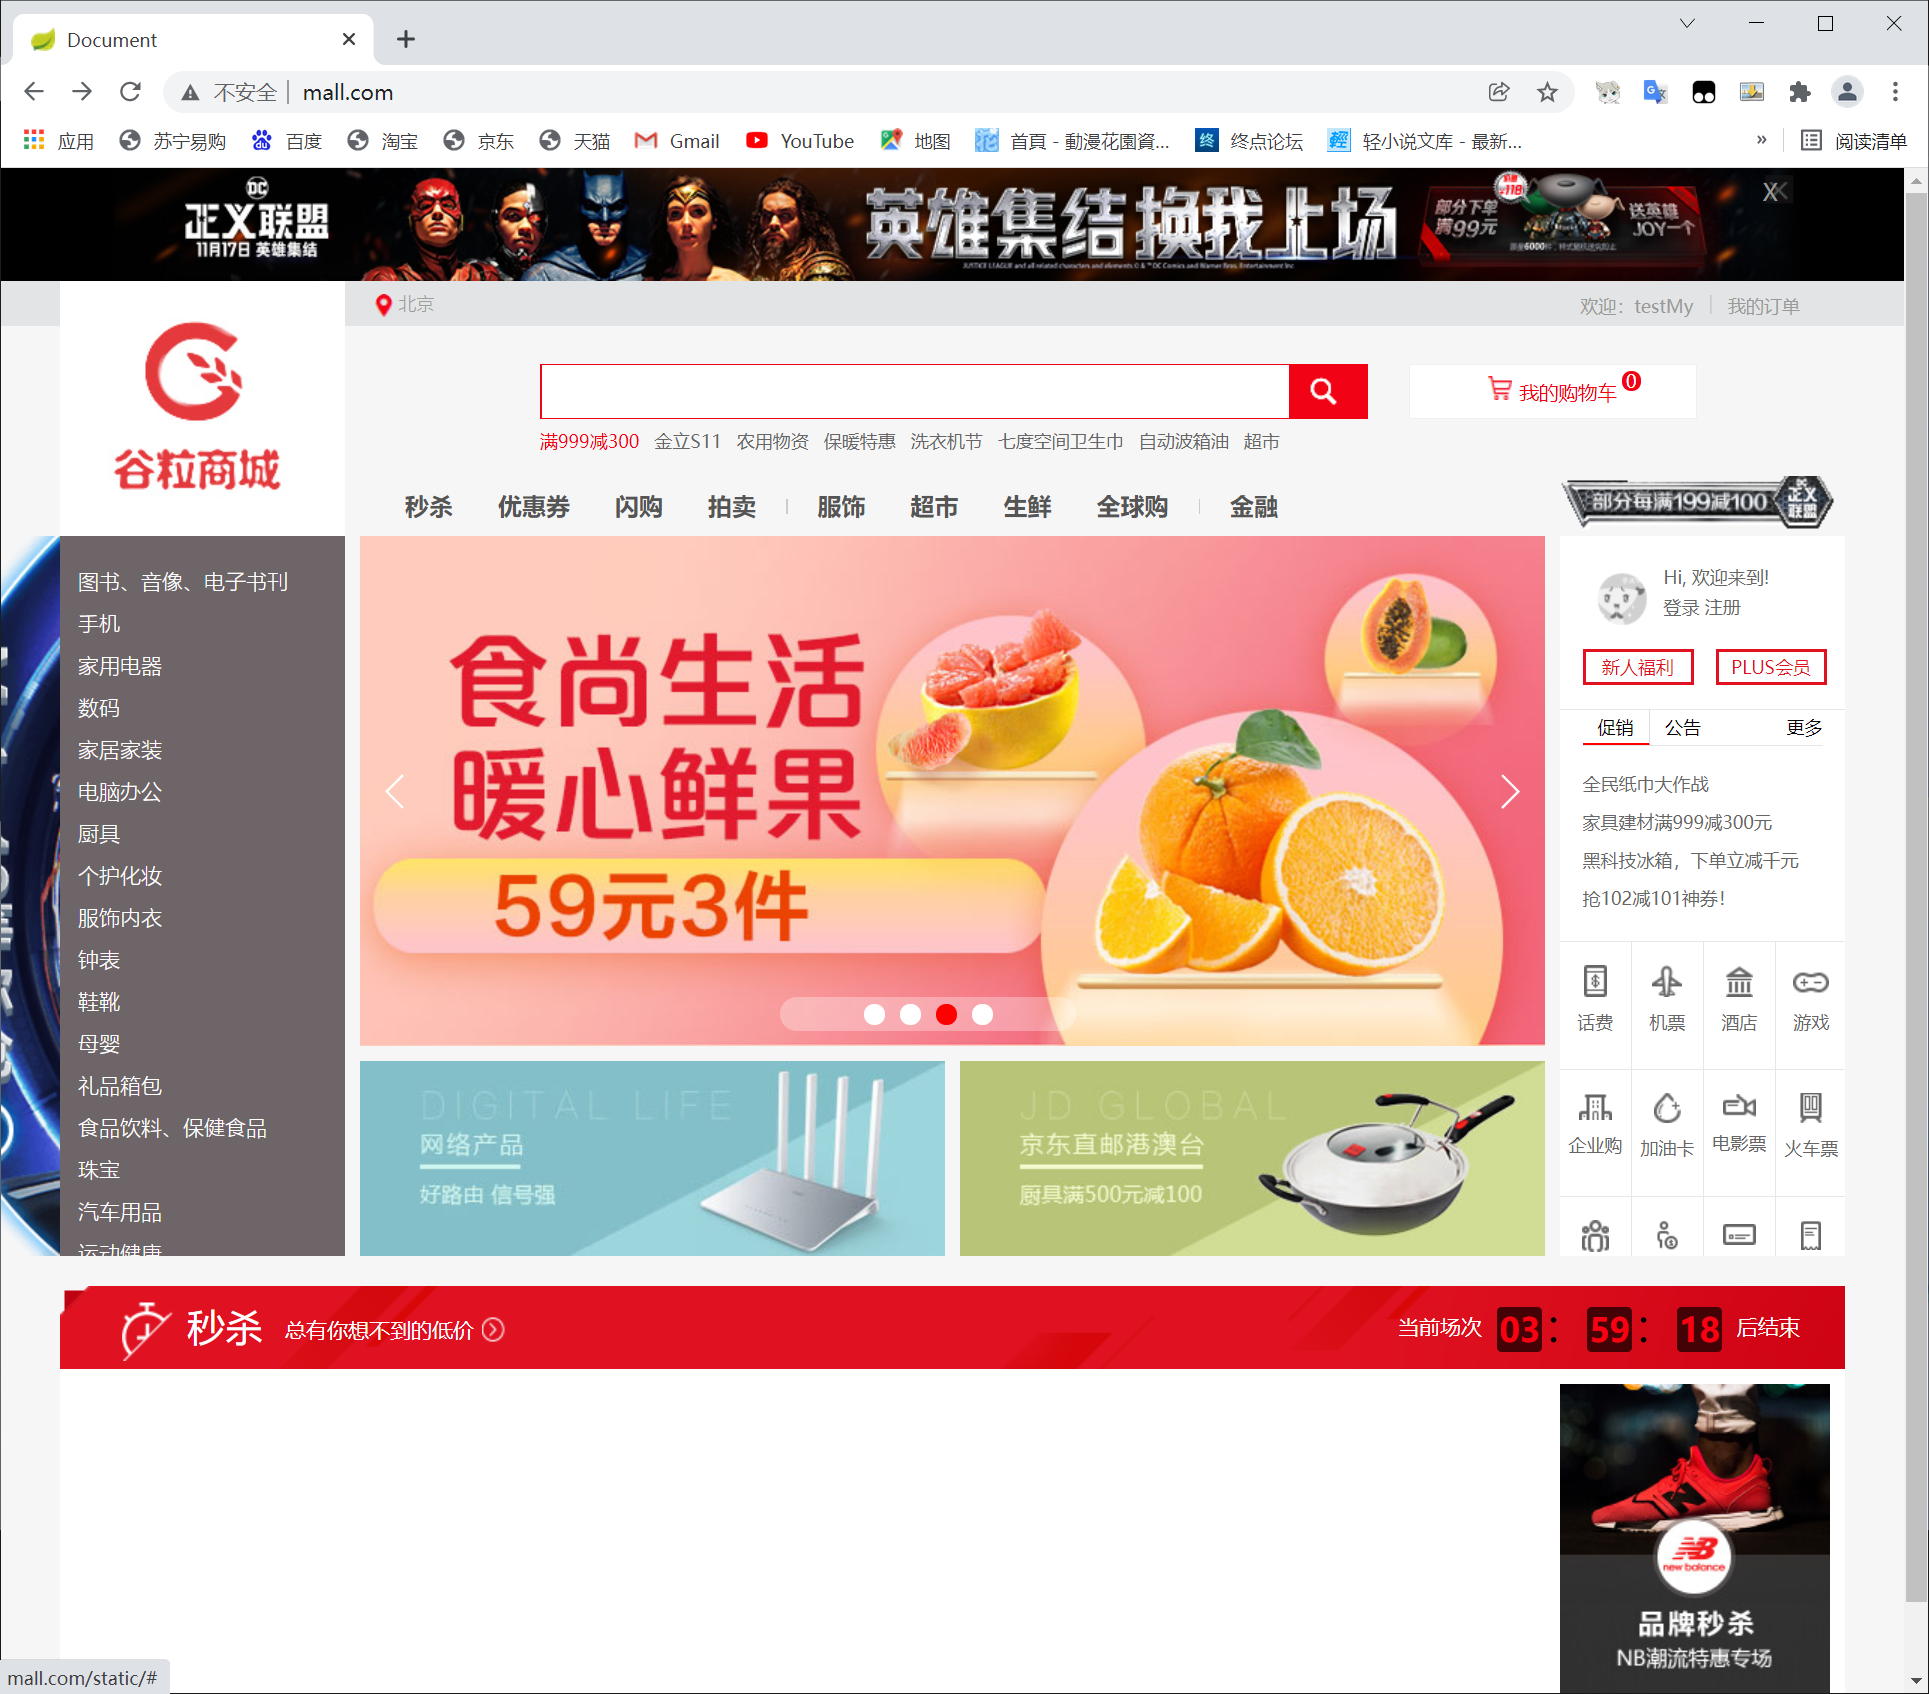 Document
不安全 mall.com
应用 苏宁易购 百度 淘宝 京东 天猫 Gmail YouTube 地图 首頁 - 動漫花園資... 终点论坛 轻小说文库 - 最新... » 阅读清单
DC
正义联盟
11月17日 英雄集结
英雄集结 换我上场
部分下单
满99元
送英雄
JOY一个
北京
欢迎：testMy 我的订单
谷粒商城
我的购物车 0
满999减300 金立S11 农用物资 保暖特惠 洗衣机节 七度空间卫生巾 自动波箱油 超市
秒杀 优惠券 闪购 拍卖 服饰 超市 生鲜 全球购 金融
部分每满199减100
DC
正义
联盟
图书、音像、电子书刊
手机
家用电器
数码
家居家装
电脑办公
厨具
个护化妆
服饰内衣
钟表
鞋靴
母婴
礼品箱包
食品饮料、保健食品
珠宝
汽车用品
运动健康
食尚生活
暖心鲜果
59元3件
DIGITAL LIFE
网络产品
好路由 信号强
JD GLOBAL
京东直邮港澳台
厨具满500元减100
Hi, 欢迎来到!
登录 注册
新人福利 PLUS会员
促销 公告 更多
全民纸巾大作战
家具建材满999减300元
黑科技冰箱，下单立减千元
抢102减101神券！
话费 机票 酒店 游戏
企业购 加油卡 电影票 火车票
秒杀 总有你想不到的低价
当前场次 03 : 59 : 18 后结束
NB
new balance
品牌秒杀
NB潮流特惠专场
mall.com/static/#